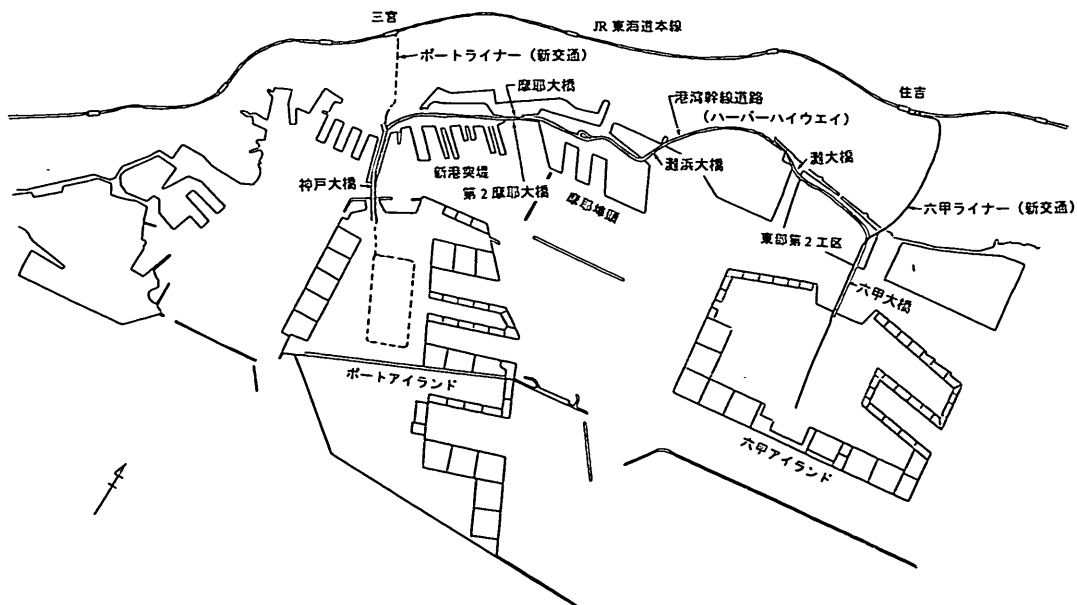 三宮
JR 東海道本線
ポートライナー（新交通）
摩耶大橋
住吉
港湾幹線道路
（ハーバーハイウエイ）
灘大橋
新港突堤
灘浜大橋
神戸大橋
第２摩耶大橋
摩耶埠頭
六甲ライナー（新交通）
東部第２工区
六甲大橋
ポートアイランド
六甲アイランド